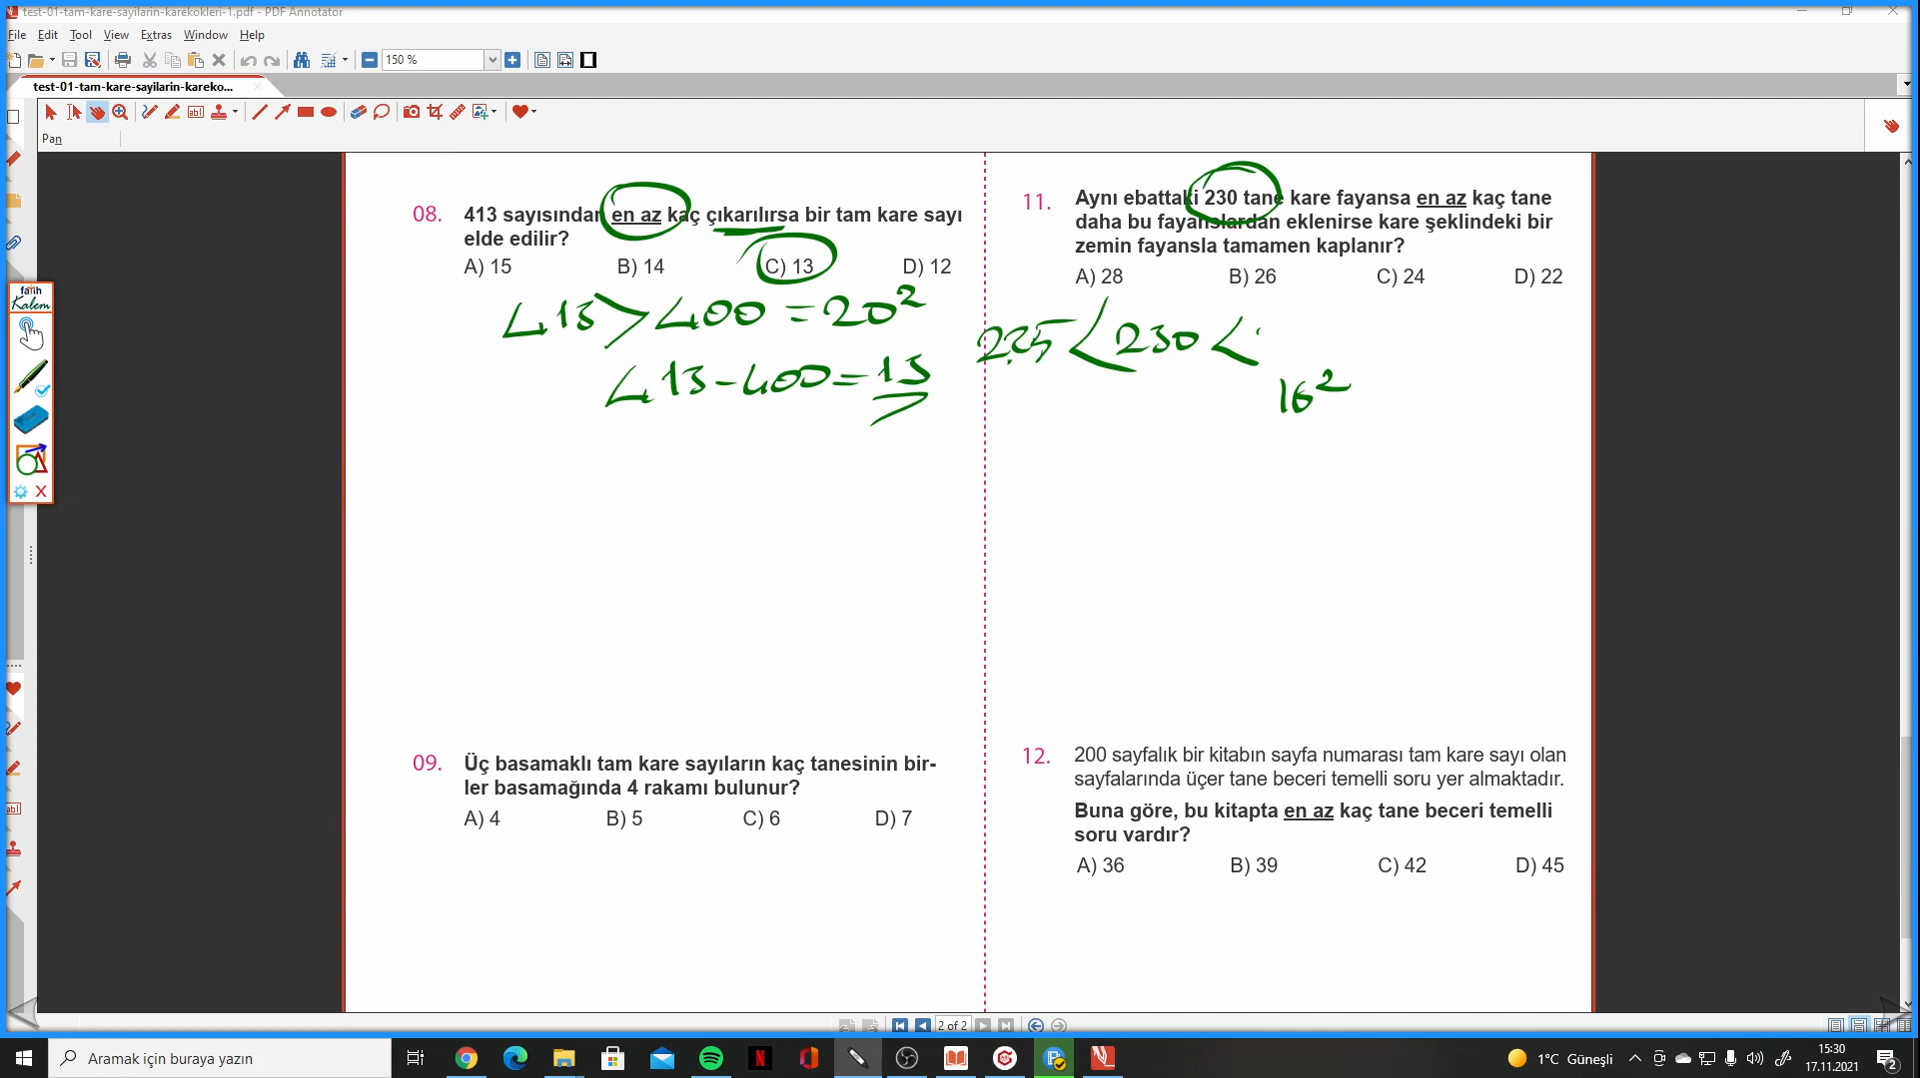 test-01-tam-kare-sayilarin-karekokleri-1.pdf - PDF Annotator
File Edit Tool View Extras Window Help
150 %
test-01-tam-kare-sayilarin-kareko...
Pan
fatih
Kalem
08. 413 sayısından en az kaç çıkarılırsa bir tam kare sayı
elde edilir?
A) 15 B) 14 C) 13 D) 12
413 > 400 = 20²
413 - 400 = 13
09. Üç basamaklı tam kare sayıların kaç tanesinin bir-
ler basamağında 4 rakamı bulunur?
A) 4 B) 5 C) 6 D) 7
11. Aynı ebattaki 230 tane kare fayansa en az kaç tane
daha bu fayanslardan eklenirse kare şeklindeki bir
zemin fayansla tamamen kaplanır?
A) 28 B) 26 C) 24 D) 22
225 < 230 <
16²
12. 200 sayfalık bir kitabın sayfa numarası tam kare sayı olan
sayfalarında üçer tane beceri temelli soru yer almaktadır.
Buna göre, bu kitapta en az kaç tane beceri temelli
soru vardır?
A) 36 B) 39 C) 42 D) 45
2 of 2
Aramak için buraya yazın
1°C Güneşli
15:30
17.11.2021
2